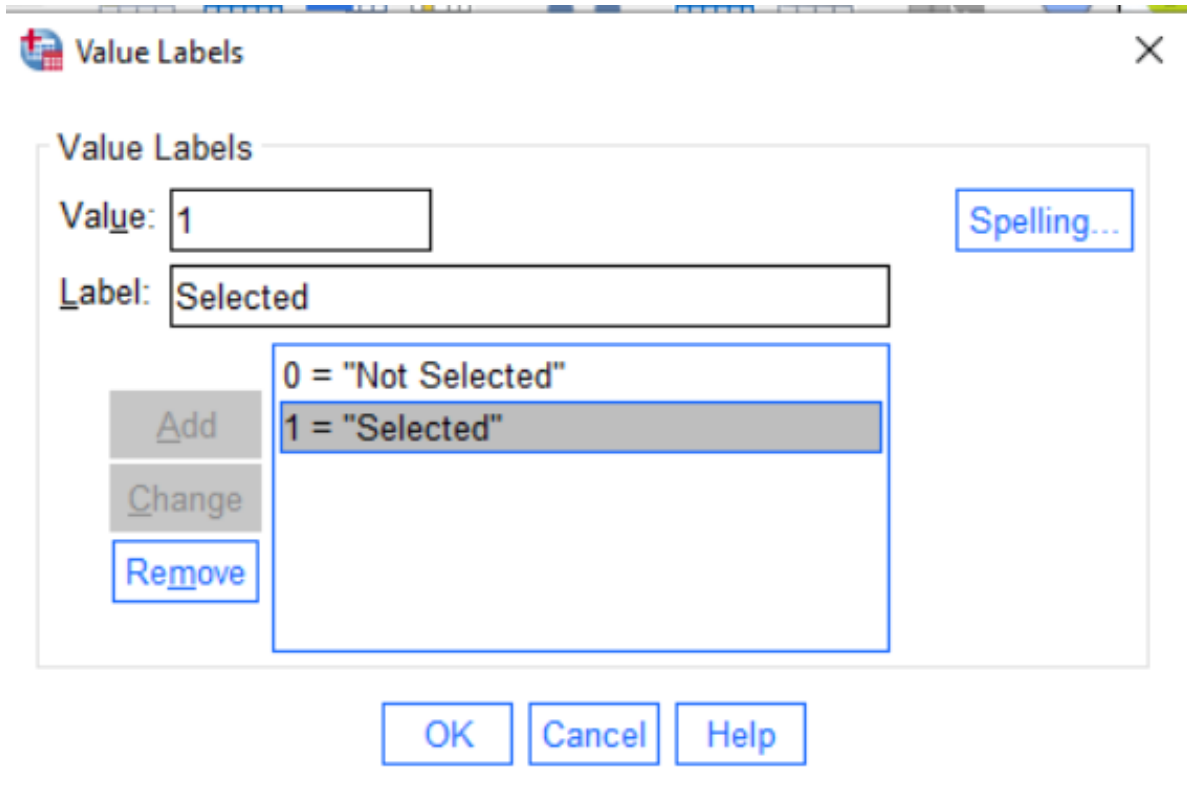 Value Labels
Value Labels
Value: 1
Spelling...
Label: Selected
0 = "Not Selected"
1 = "Selected"
Add
Change
Remove
OK Cancel Help